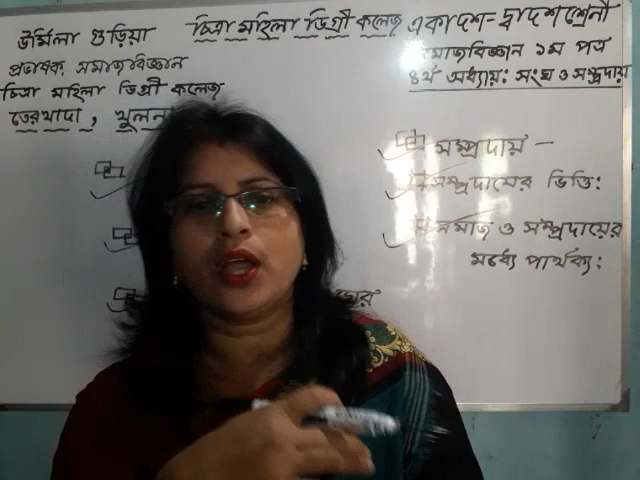 উর্মিলা গুড়িয়া
চিত্রা মহিলা ডিগ্রী কলেজ
একাদশ-দ্বাদশ শ্রেনী
প্রভাষক, সমাজবিজ্ঞান
মাজবিজ্ঞান ১ম পত্র
চিত্রা মহিলা ডিগ্রী কলেজ
৪র্থ অধ্যায়: সংঘ ও সম্প্রদায়
তেরখাদা, খুলনা
সম্প্রদায় -
সম্প্রদায়ের ভিত্তি:
সমাজ ও সম্প্রদায়ের
মধ্যে পার্থক্য: